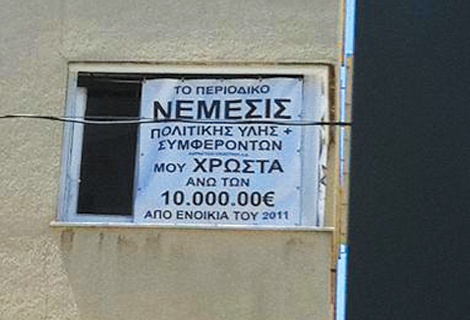 ΤΟ ΠΕΡΙΟΔΙΚΟ
ΝΕΜΕΣΙΣ
ΠΟΛΙΤΙΚΗΣ ΥΛΗΣ +
ΣΥΜΦΕΡΟΝΤΩΝ
ΜΟΥ ΧΡΩΣΤΑ
ΑΝΩ ΤΩΝ
10.000.00€
ΑΠΟ ΕΝΟΙΚΙΑ ΤΟΥ 2011